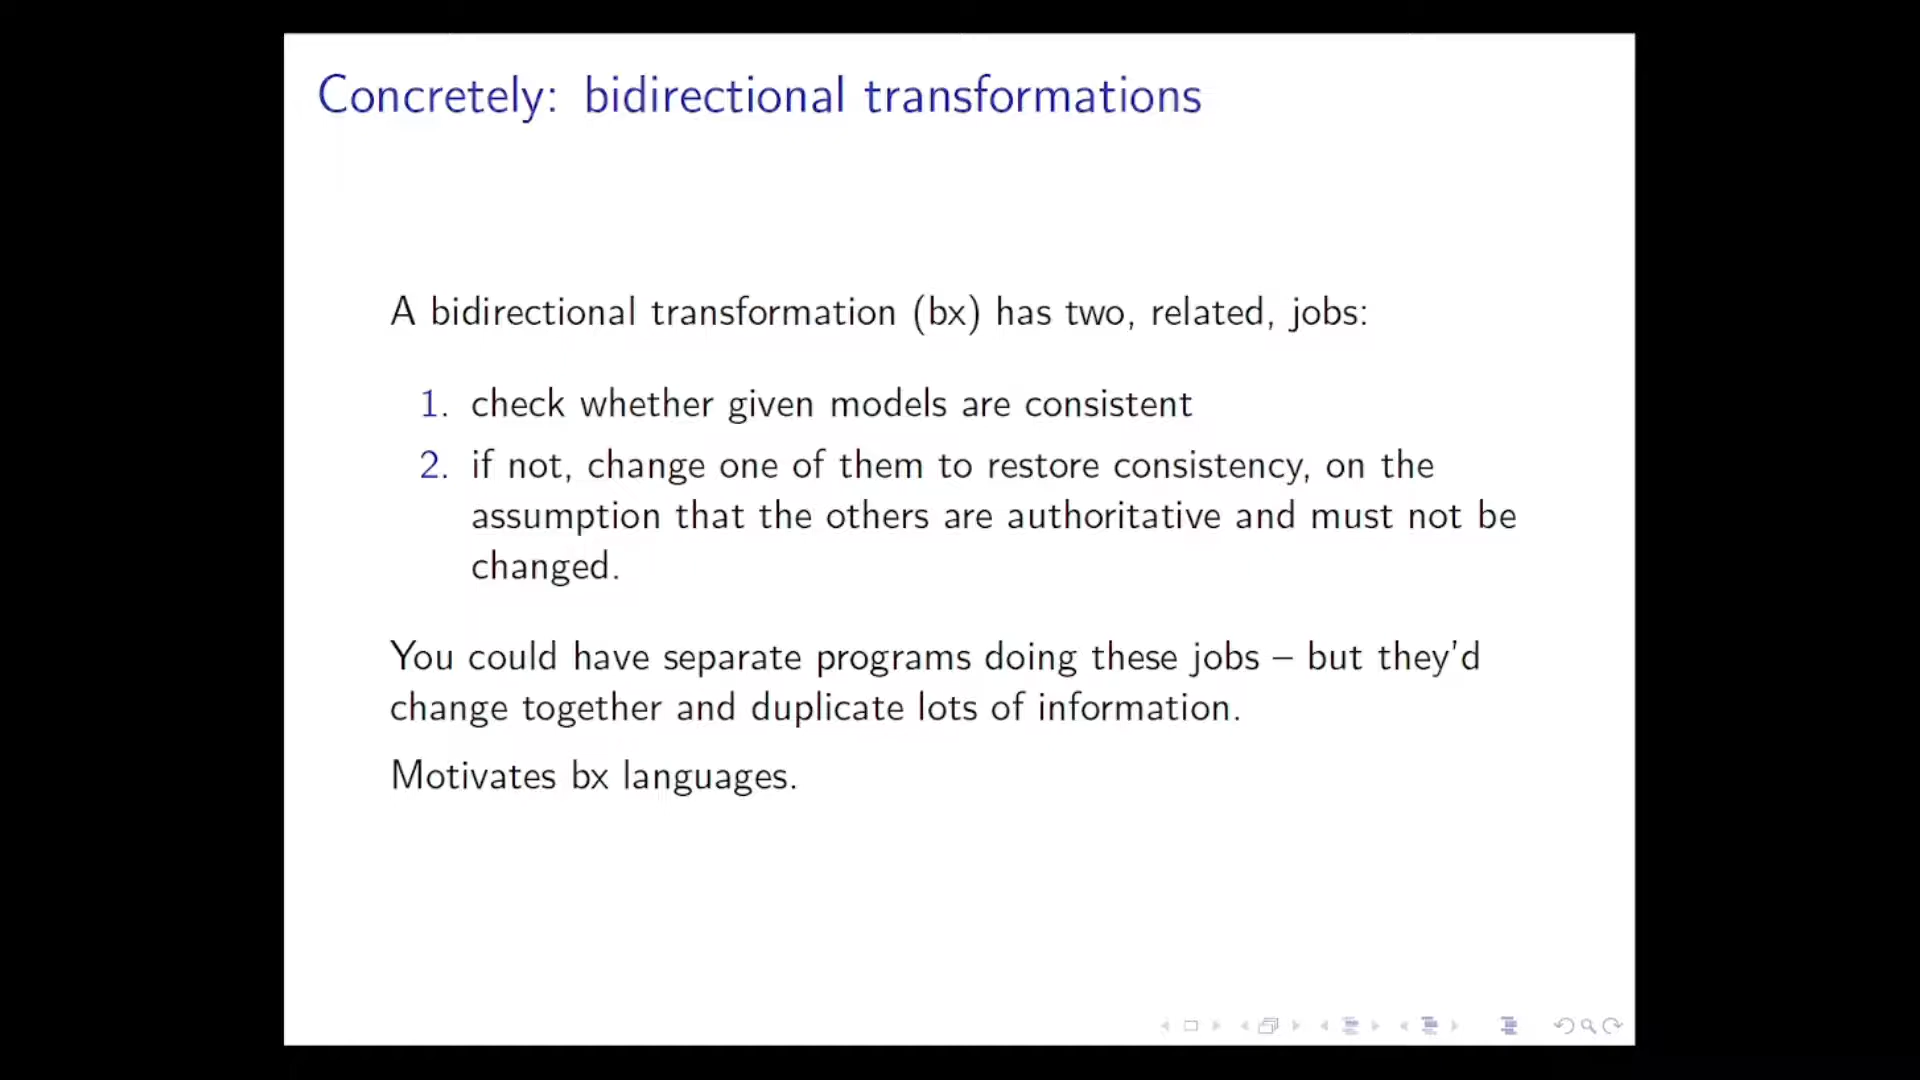 Concretely: bidirectional transformations
A bidirectional transformation (bx) has two, related, jobs:
1. check whether given models are consistent
2. if not, change one of them to restore consistency, on the
assumption that the others are authoritative and must not be
changed.
You could have separate programs doing these jobs – but they'd
change together and duplicate lots of information.
Motivates bx languages.